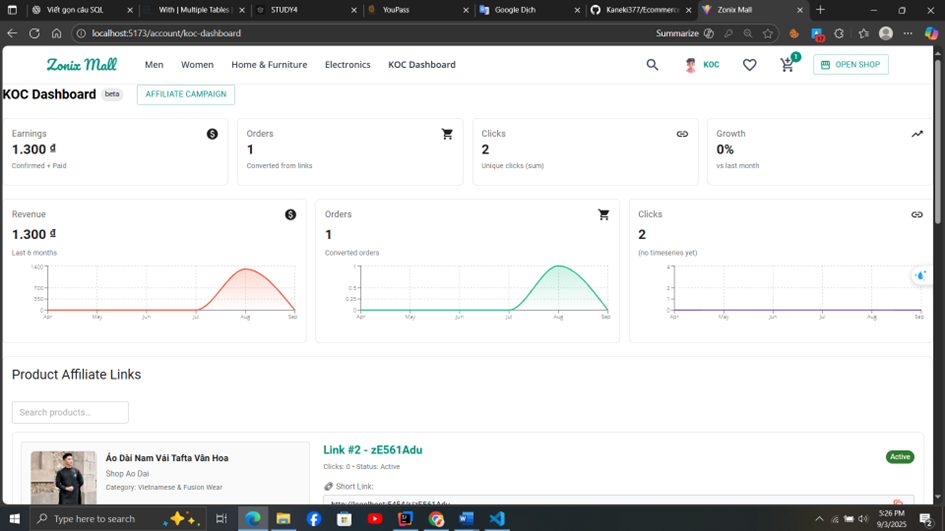 Viết gọn câu SQL
With | Multiple Tables |
STUDY4
YouPass
Google Dịch
Kaneki377/Ecommerc
Zonix Mall
localhost:5173/account/koc-dashboard
Summarize
Zonix Mall
Men
Women
Home & Furniture
Electronics
KOC Dashboard
KOC
1
OPEN SHOP
KOC Dashboard
beta
AFFILIATE CAMPAIGN
Earnings
1.300 ₫
Confirmed + Paid
Orders
1
Converted from links
Clicks
2
Unique clicks (sum)
Growth
0%
vs last month
Revenue
1.300 ₫
Last 6 months
1400
700
350
0
Apr
May
Jun
Jul
Aug
Sep
Orders
1
Converted orders
1
0.5
0.25
0
Apr
May
Jun
Jul
Aug
Sep
Clicks
2
(no timeseries yet)
4
2
1
0
Apr
May
Jun
Jul
Aug
Sep
Product Affiliate Links
Search products...
Áo Dài Nam Vải Tafta Vân Hoa
Shop Ao Dai
Category: Vietnamese & Fusion Wear
Link #2 - zE561Adu
Clicks: 0 • Status: Active
Active
Short Link:
Type here to search
5:26 PM
9/3/2025